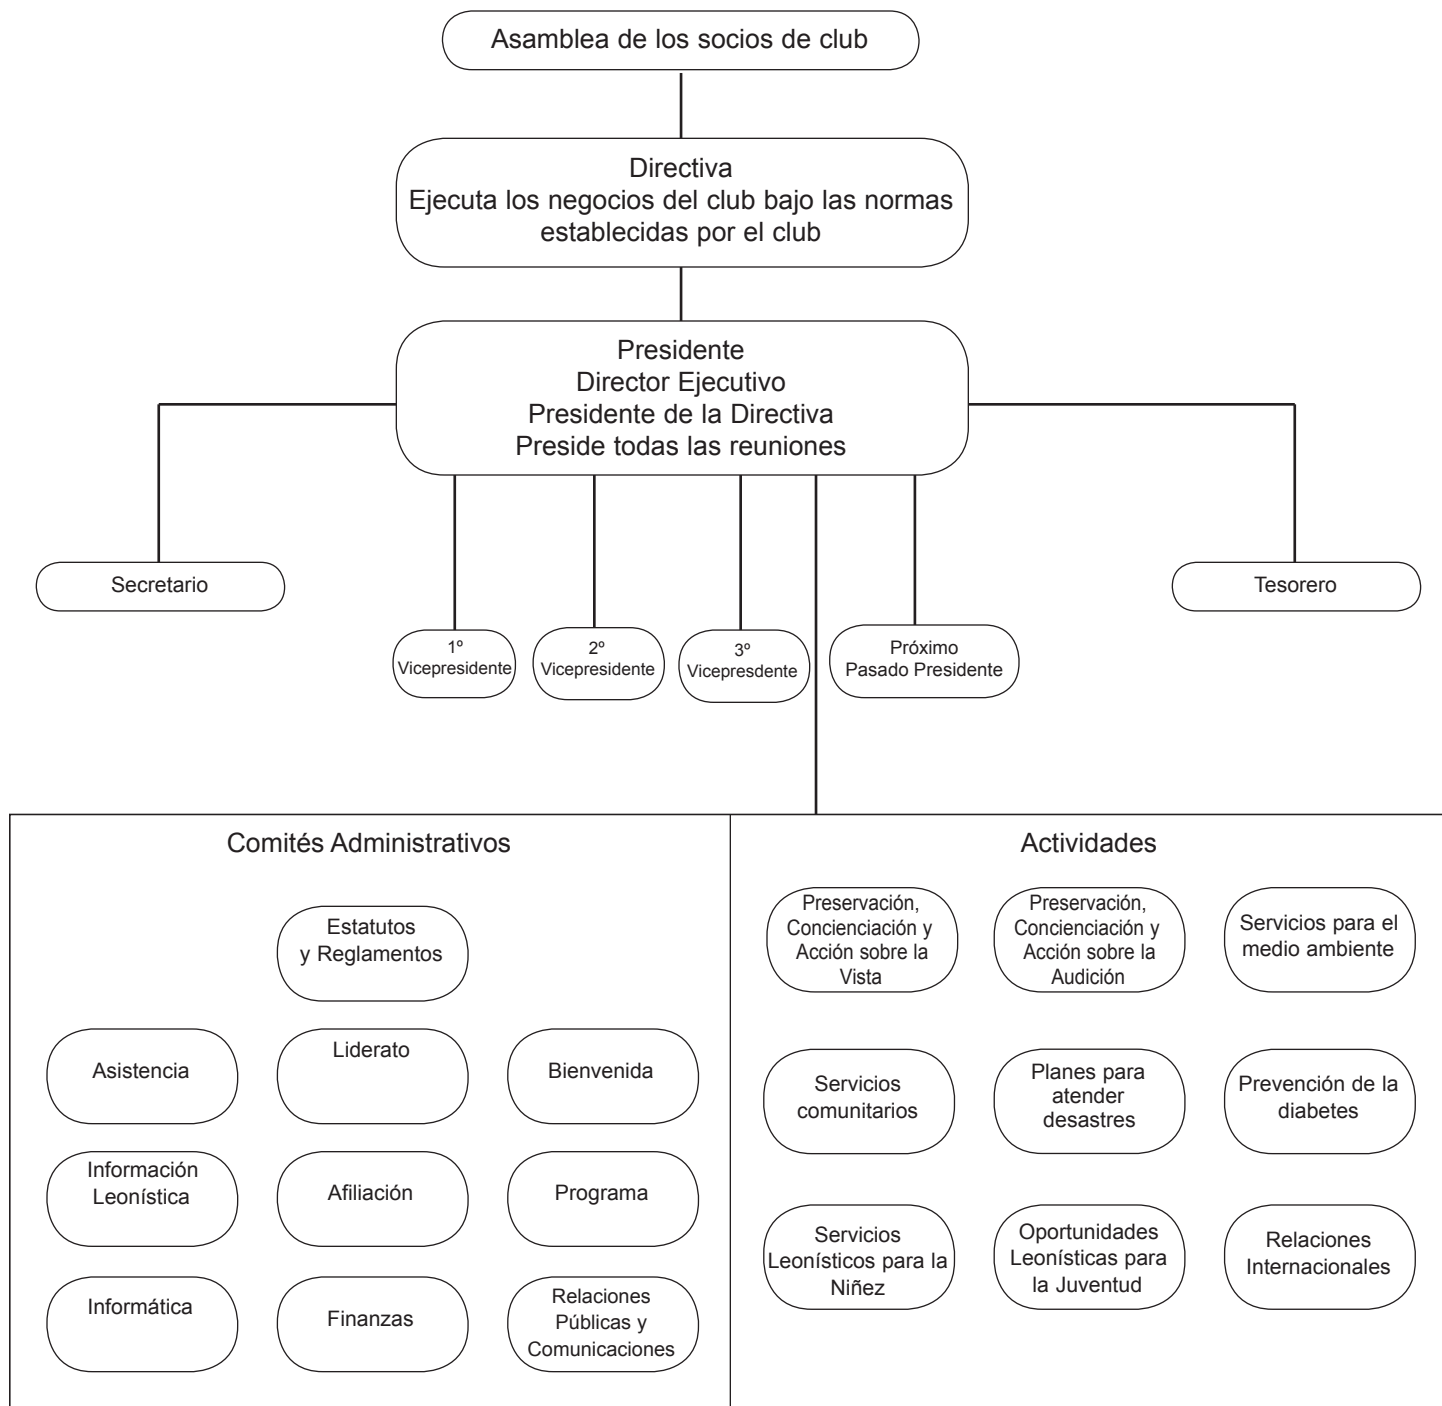 Asamblea de los socios de club
Directiva
Ejecuta los negocios del club bajo las normas
establecidas por el club
Presidente
Director Ejecutivo
Presidente de la Directiva
Preside todas las reuniones
Secretario
Tesorero
1º
Vicepresidente
2º
Vicepresidente
3º
Vicepresdente
Próximo
Pasado Presidente
Comités Administrativos
Estatutos
y Reglamentos
Asistencia
Liderato
Bienvenida
Información
Leonística
Afiliación
Programa
Informática
Finanzas
Relaciones
Públicas y
Comunicaciones
Actividades
Preservación,
Concienciación y
Acción sobre la
Vista
Preservación,
Concienciación y
Acción sobre la
Audición
Servicios para el
medio ambiente
Servicios
comunitarios
Planes para
atender
desastres
Prevención de la
diabetes
Servicios
Leonísticos para la
Niñez
Oportunidades
Leonísticas para
la Juventud
Relaciones
Internacionales